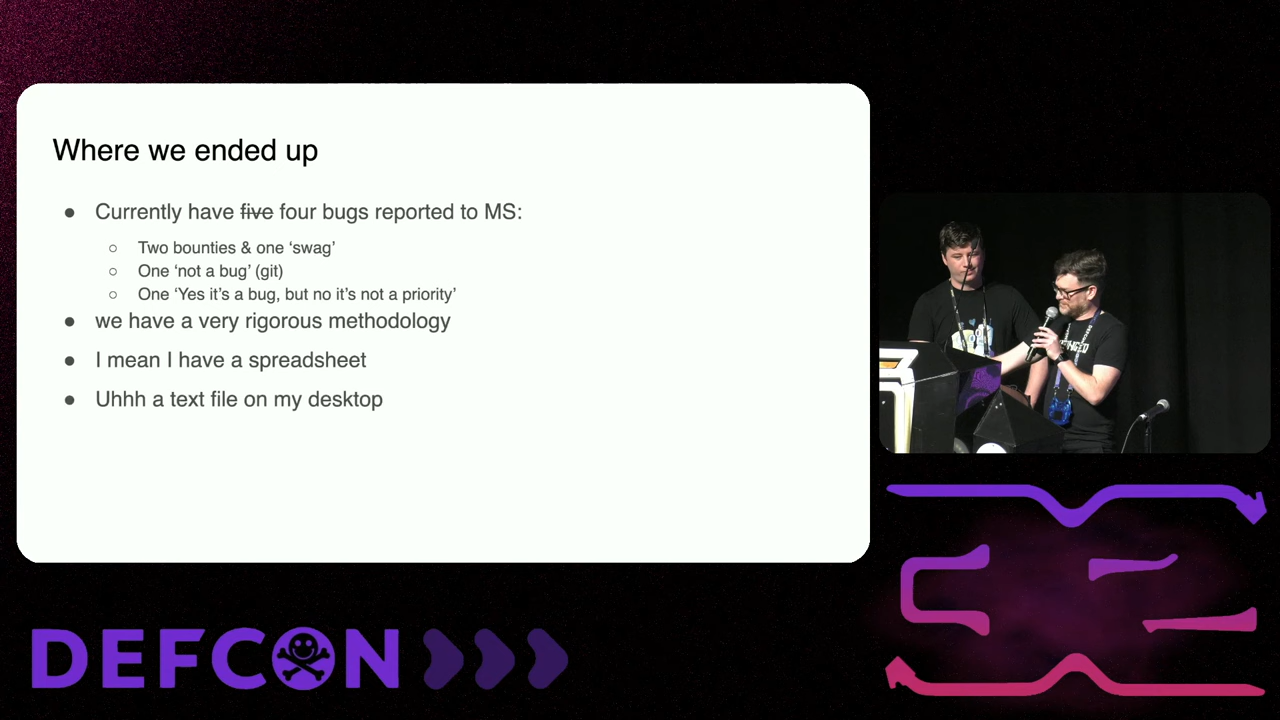 Where we ended up
● Currently have five four bugs reported to MS:
○ Two bounties & one ‘swag’
○ One ‘not a bug’ (git)
○ One ‘Yes it’s a bug, but no it’s not a priority’
● we have a very rigorous methodology
● I mean I have a spreadsheet
● Uhhh a text file on my desktop
DEFCON